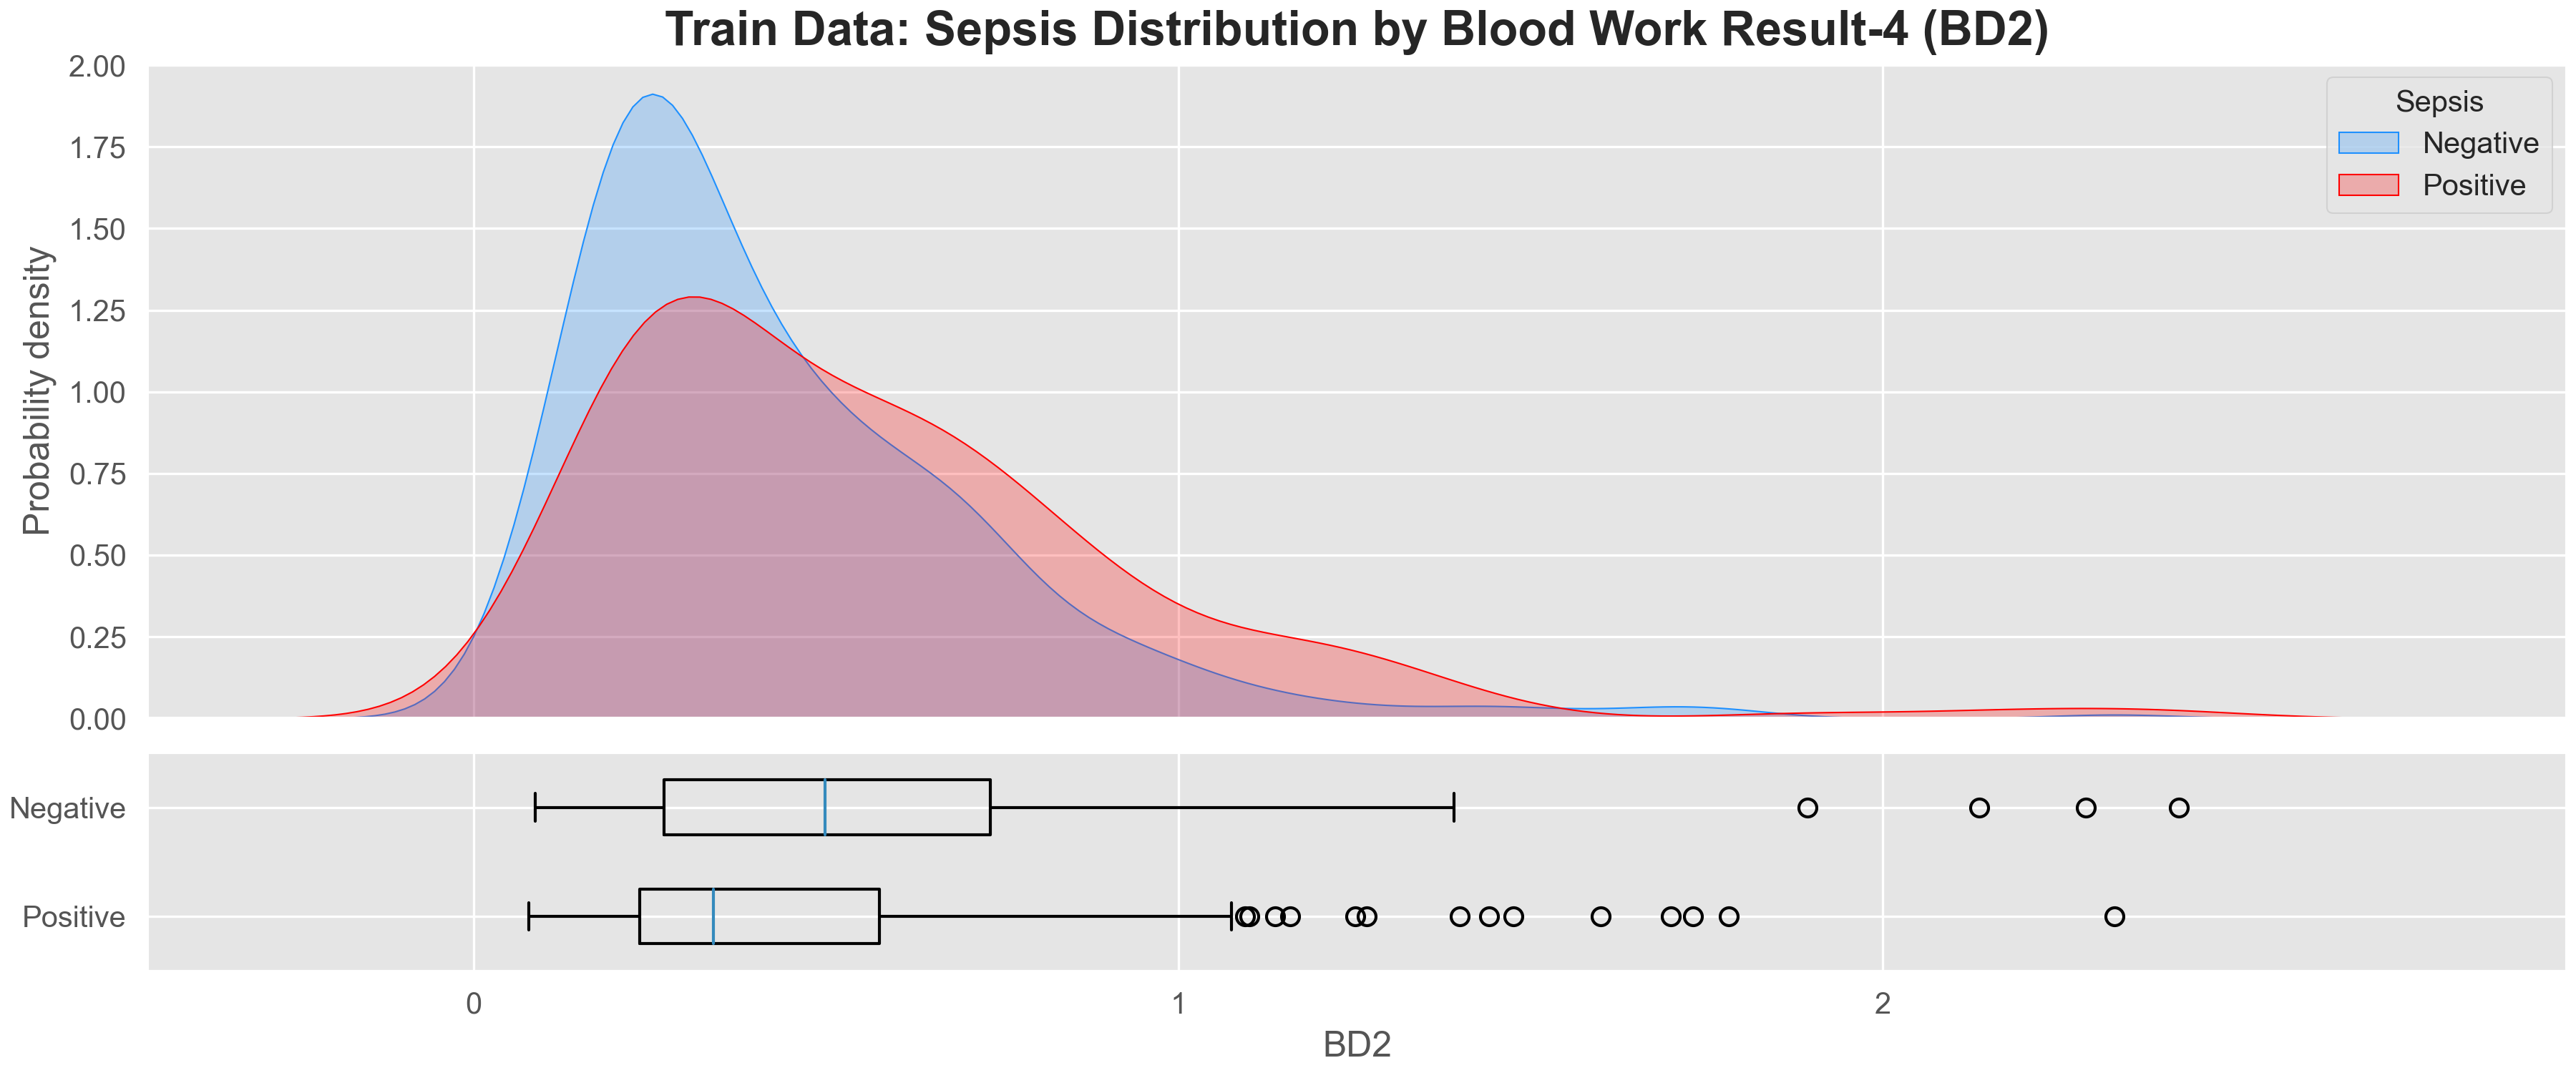 Train Data: Sepsis Distribution by Blood Work Result-4 (BD2)
2.00
1.75
1.50
1.25
1.00
0.75
0.50
0.25
0.00
Probability density
Sepsis
Negative
Positive
Negative
Positive
0
1
2
BD2